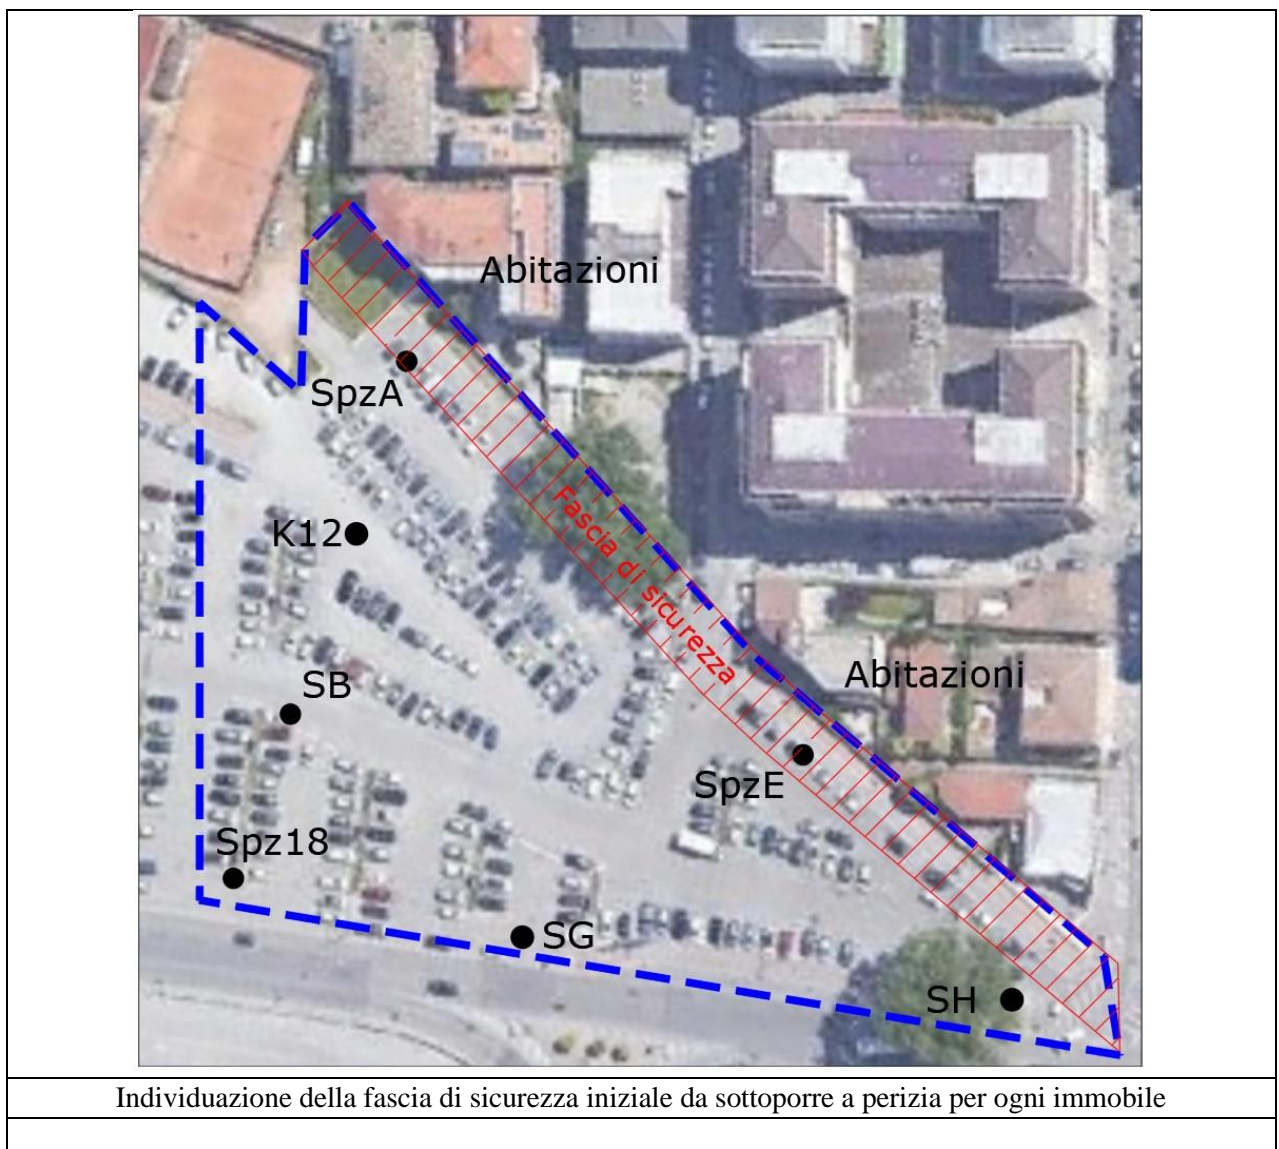 Abitazioni
SpzA
Fascia di sicurezza
K12
Abitazioni
SB
SpzE
Spz18
SG
SH
Individuazione della fascia di sicurezza iniziale da sottoporre a perizia per ogni immobile